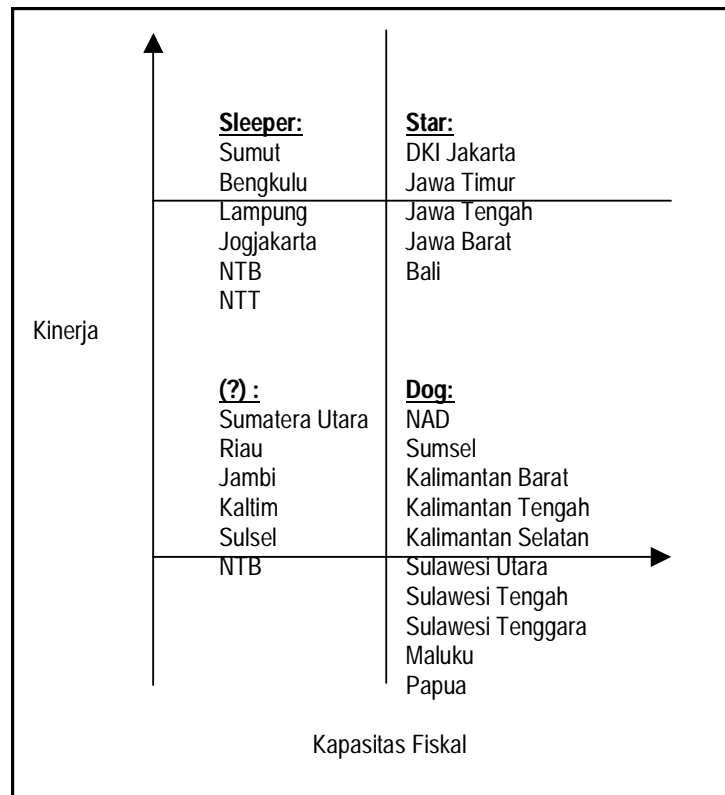 Sleeper:
Sumut
Bengkulu
Lampung
Jogjakarta
NTB
NTT
Star:
DKI Jakarta
Jawa Timur
Jawa Tengah
Jawa Barat
Bali
Kinerja
(?) :
Sumatera Utara
Riau
Jambi
Kaltim
Sulsel
NTB
Dog:
NAD
Sumsel
Kalimantan Barat
Kalimantan Tengah
Kalimantan Selatan
Sulawesi Utara
Sulawesi Tengah
Sulawesi Tenggara
Maluku
Papua
Kapasitas Fiskal